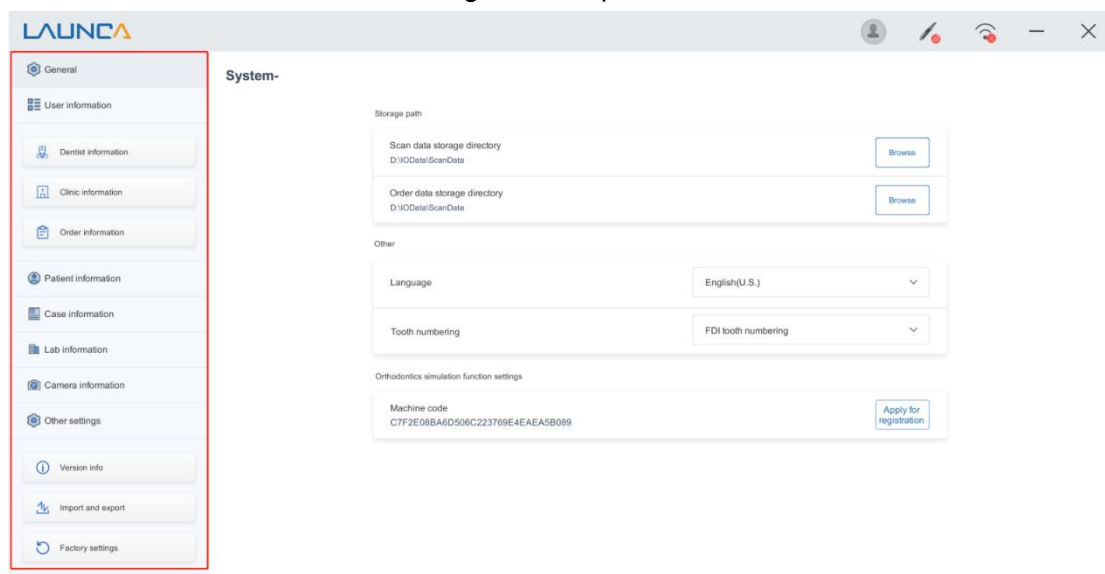 LAUNCA
General
User information
Dentist information
Clinic information
Order information
Patient information
Case information
Lab information
Camera information
Other settings
Version info
Import and export
Factory settings
System-
Storage path
Scan data storage directory
D:\IOData\ScanData
Browse
Order data storage directory
D:\IOData\ScanData
Browse
Other
Language
English(U.S.)
Tooth numbering
FDI tooth numbering
Orthodontics simulation function settings
Machine code
C7F2E08BA6D506C223769E4EAEA5B089
Apply for
registration